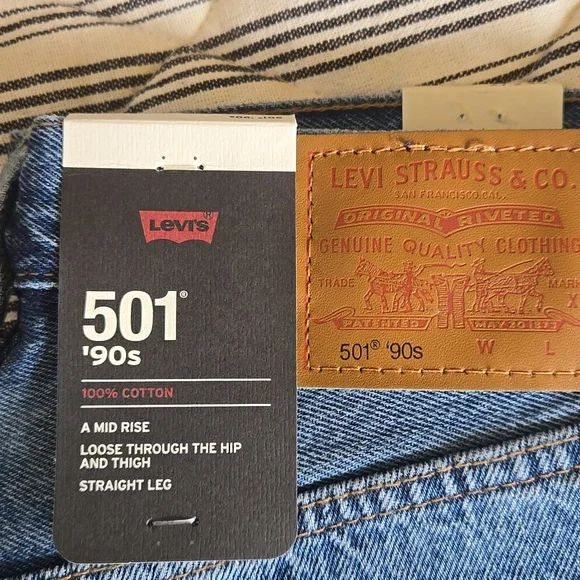 Levi's®
501®
'90s
100% COTTON
A MID RISE
LOOSE THROUGH THE HIP
AND THIGH
STRAIGHT LEG
LEVI STRAUSS & CO.
SAN FRANCISCO, CAL.
ORIGINAL RIVETED
GENUINE QUALITY CLOTHING
TRADE MARK
PATENTED MAY 20 1873
501® '90s W L